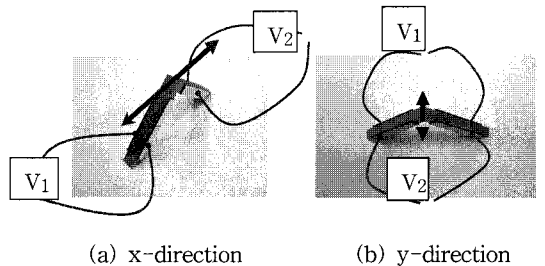 V₂
V₁
V₁
V₂
(a) x-direction
(b) y-direction